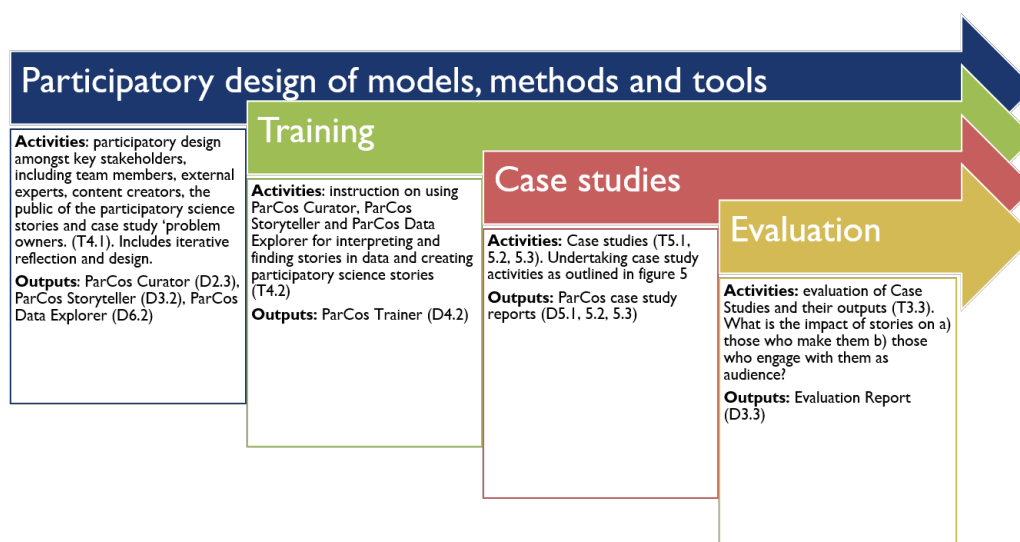 Participatory design of models, methods and tools
Activities: participatory design
amongst key stakeholders,
including team members, external
experts, content creators, the
public of the participatory science
stories and case study ‘problem
owners. (T4.1). Includes iterative
reflection and design.
Outputs: ParCos Curator (D2.3),
ParCos Storyteller (D3.2), ParCos
Data Explorer (D6.2)
Training
Activities: instruction on using
ParCos Curator, ParCos
Storyteller and ParCos Data
Explorer for interpreting and
finding stories in data and creating
participatory science stories
(T4.2)
Outputs: ParCos Trainer (D4.2)
Case studies
Activities: Case studies (T5.1,
5.2, 5.3). Undertaking case study
activities as outlined in figure 5
Outputs: ParCos case study
reports (D5.1, 5.2, 5.3)
Evaluation
Activities: evaluation of Case
Studies and their outputs (T3.3).
What is the impact of stories on a)
those who make them b) those
who engage with them as
audience?
Outputs: Evaluation Report
(D3.3)